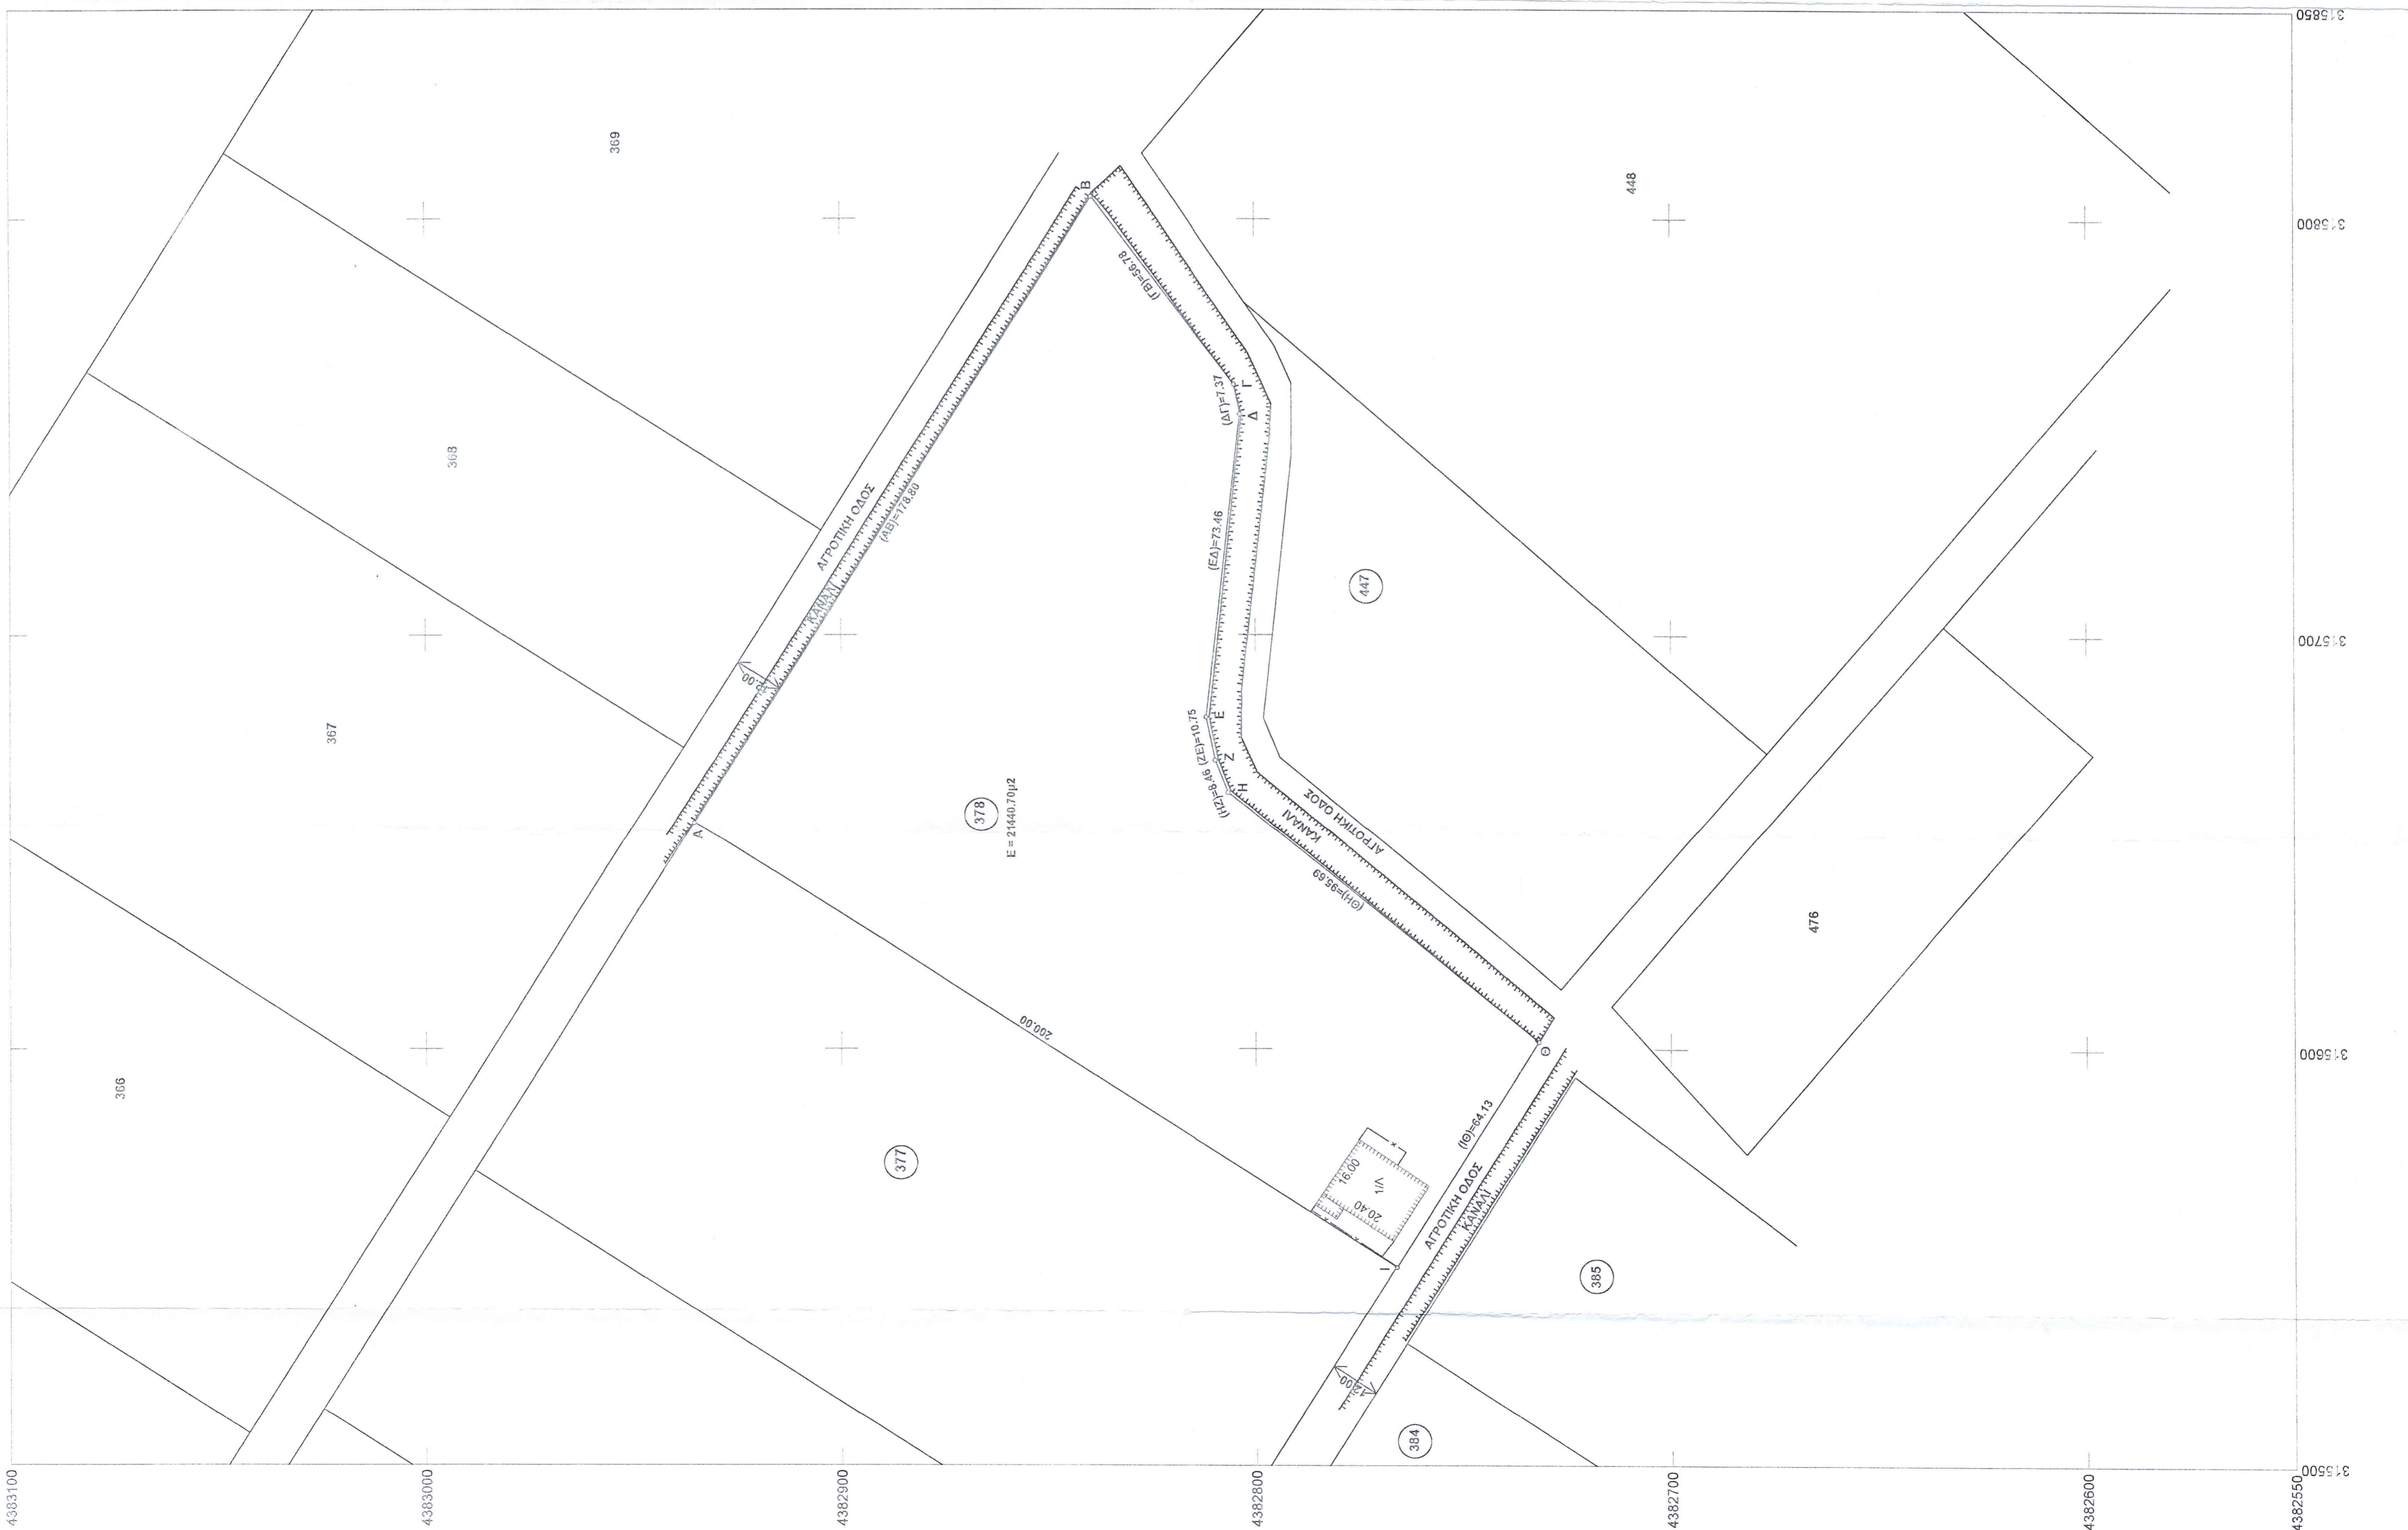 315850
315800
315700
315600
315500
4383100
4383000
4382900
4382800
4382700
4382600
4382550
366
367
368
369
377
378
E = 21440.70μ2
384
385
447
448
476
ΑΓΡΟΤΙΚΗ ΟΔΟΣ
ΚΑΝΑΛΙ
(ΑΒ)=178.80
Α
Β
(ΓΒ)=56.78
Γ
(ΔΓ)=7.37
Δ
(ΕΔ)=73.46
Ε
(ΖΕ)=10.75
Ζ
(ΗΖ)=8.46
Η
(ΘΗ)=95.69
ΚΑΝΑΛΙ
ΑΓΡΟΤΙΚΗ ΟΔΟΣ
Θ
(ΙΘ)=64.13
Ι
200.00
16.00
20.40
ΑΓΡΟΤΙΚΗ ΟΔΟΣ
ΚΑΝΑΛΙ